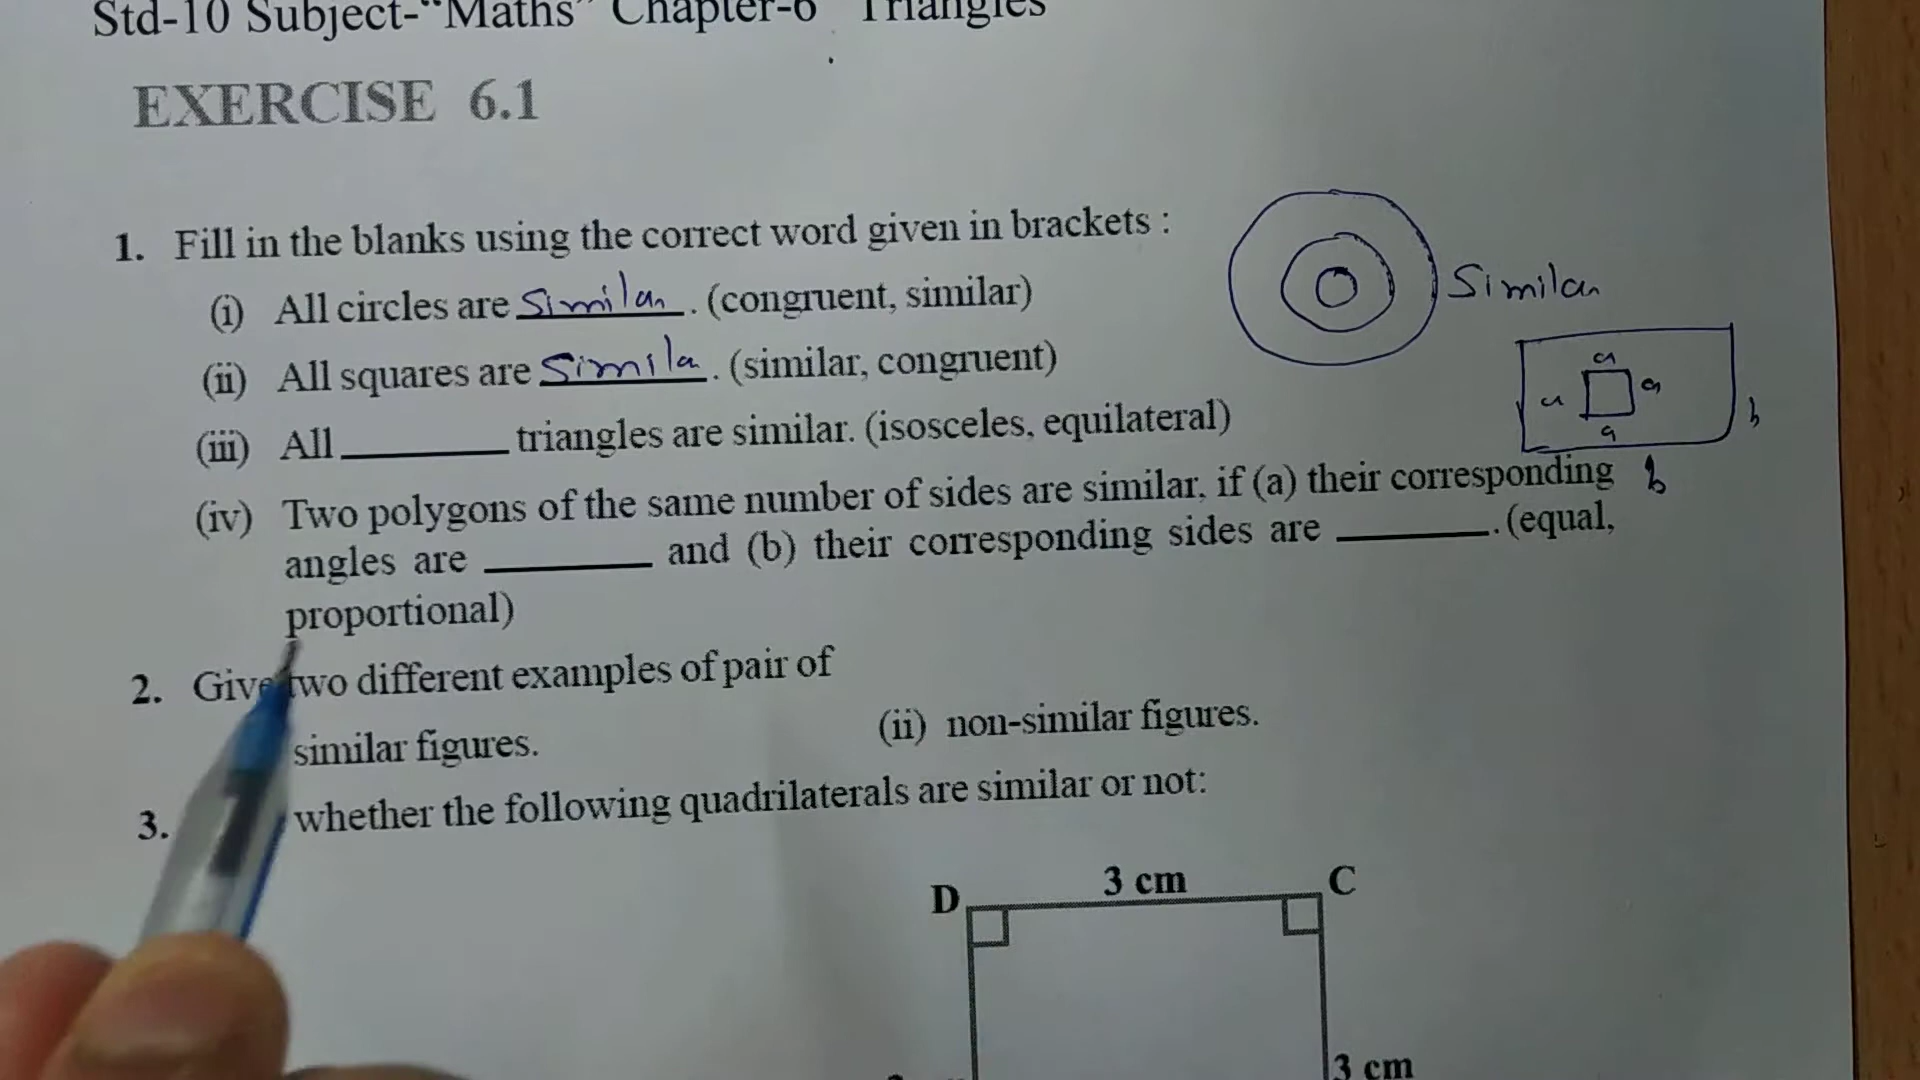 Std-10 Subject-“Maths” Chapter-6 Triangles
EXERCISE 6.1
1. Fill in the blanks using the correct word given in brackets :
(i) All circles are Similar. (congruent, similar)
Similar
(ii) All squares are Simila. (similar, congruent)
a
a a
a
b
b
(iii) All ________ triangles are similar. (isosceles, equilateral)
(iv) Two polygons of the same number of sides are similar, if (a) their corresponding
angles are ________ and (b) their corresponding sides are ________. (equal,
proportional)
2. Give two different examples of pair of
similar figures. (ii) non-similar figures.
3. whether the following quadrilaterals are similar or not:
D 3 cm C
3 cm